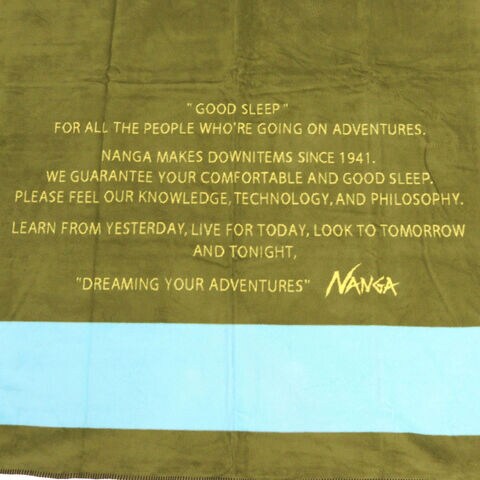 "GOOD SLEEP"
FOR ALL THE PEOPLE WHO'RE GOING ON ADVENTURES.
NANGA MAKES DOWNITEMS SINCE 1941.
WE GUARANTEE YOUR COMFORTABLE AND GOOD SLEEP.
PLEASE FEEL OUR KNOWLEDGE, TECHNOLOGY, AND PHILOSOPHY.
LEARN FROM YESTERDAY, LIVE FOR TODAY, LOOK TO TOMORROW
AND TONIGHT,
"DREAMING YOUR ADVENTURES" NANGA